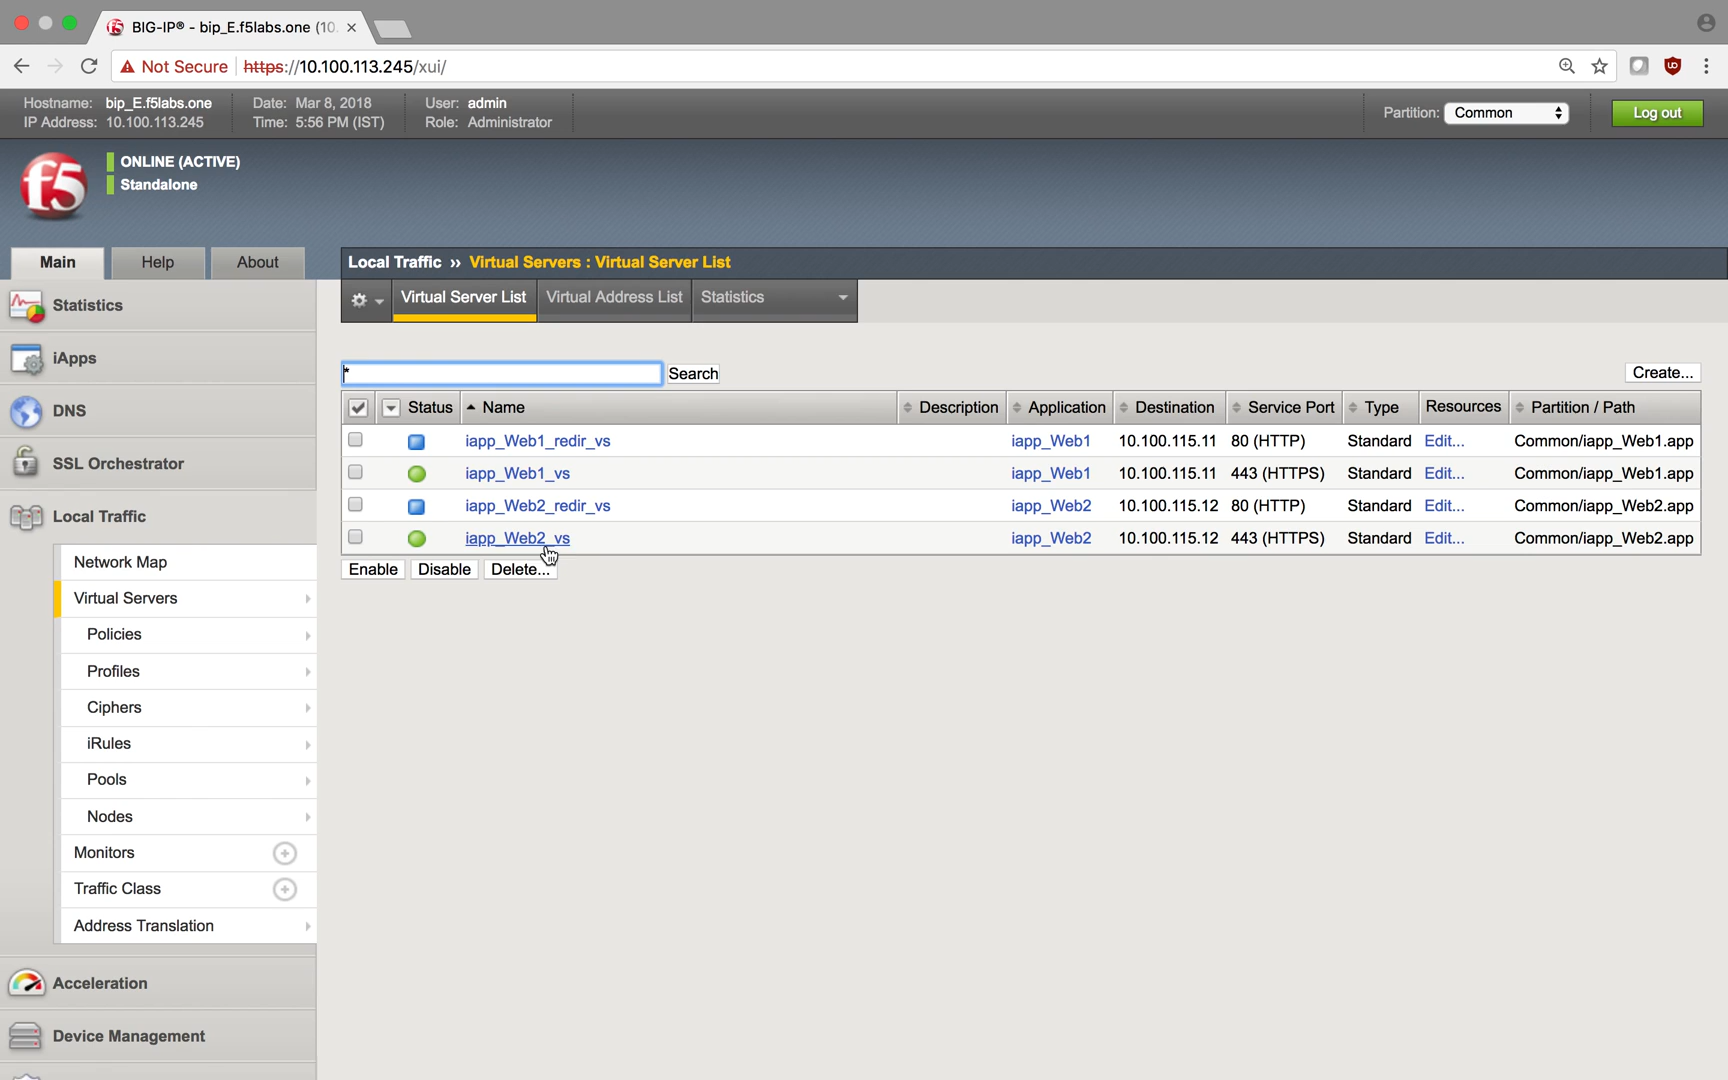 BIG-IP® - bip_E.f5labs.one (10
Not Secure https://10.100.113.245/xui/
Hostname: bip_E.f5labs.one
IP Address: 10.100.113.245
Date: Mar 8, 2018
Time: 5:56 PM (IST)
User: admin
Role: Administrator
Partition: Common
Log out
f5
ONLINE (ACTIVE)
Standalone
Main Help About
Local Traffic ›› Virtual Servers : Virtual Server List
Virtual Server List Virtual Address List Statistics
Statistics
iApps
DNS
SSL Orchestrator
Local Traffic
Network Map
Virtual Servers
Policies
Profiles
Ciphers
iRules
Pools
Nodes
Monitors
Traffic Class
Address Translation
Acceleration
Device Management
* Search Create...
Status Name Description Application Destination Service Port Type Resources Partition / Path
iapp_Web1_redir_vs iapp_Web1 10.100.115.11 80 (HTTP) Standard Edit... Common/iapp_Web1.app
iapp_Web1_vs iapp_Web1 10.100.115.11 443 (HTTPS) Standard Edit... Common/iapp_Web1.app
iapp_Web2_redir_vs iapp_Web2 10.100.115.12 80 (HTTP) Standard Edit... Common/iapp_Web2.app
iapp_Web2_vs iapp_Web2 10.100.115.12 443 (HTTPS) Standard Edit... Common/iapp_Web2.app
Enable Disable Delete...